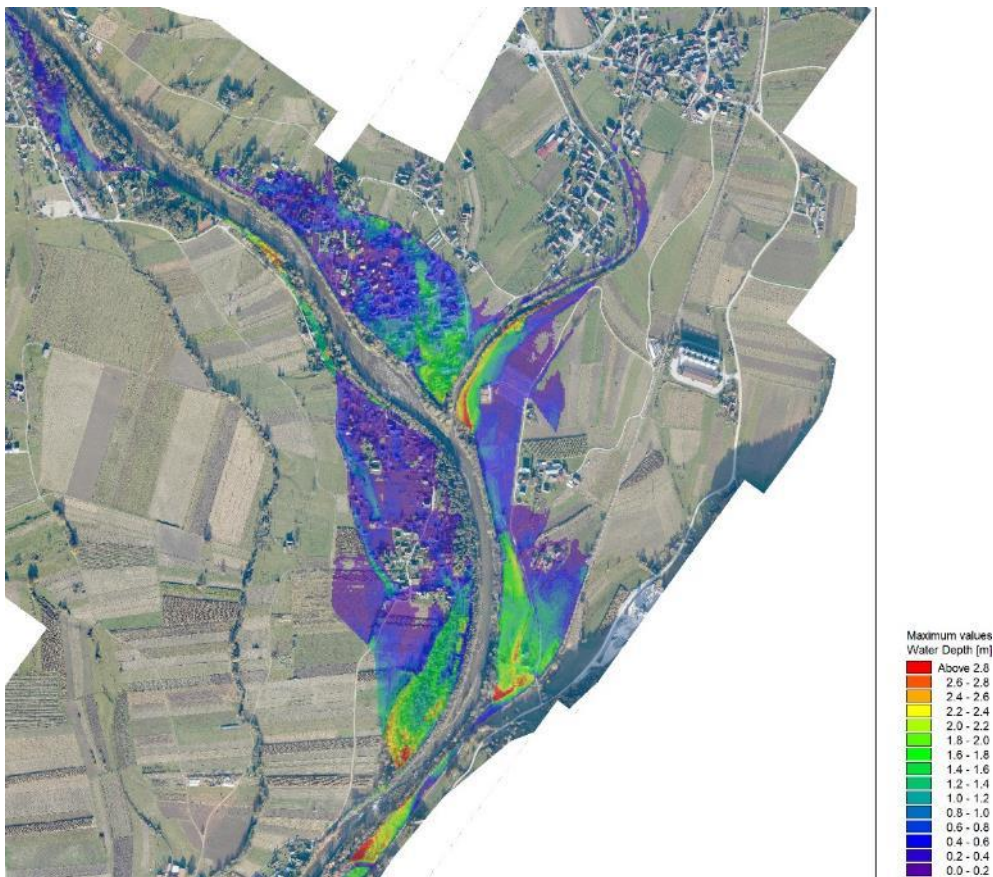 Maximum values
Water Depth [m]
Above 2.8
2.6 - 2.8
2.4 - 2.6
2.2 - 2.4
2.0 - 2.2
1.8 - 2.0
1.6 - 1.8
1.4 - 1.6
1.2 - 1.4
1.0 - 1.2
0.8 - 1.0
0.6 - 0.8
0.4 - 0.6
0.2 - 0.4
0.0 - 0.2